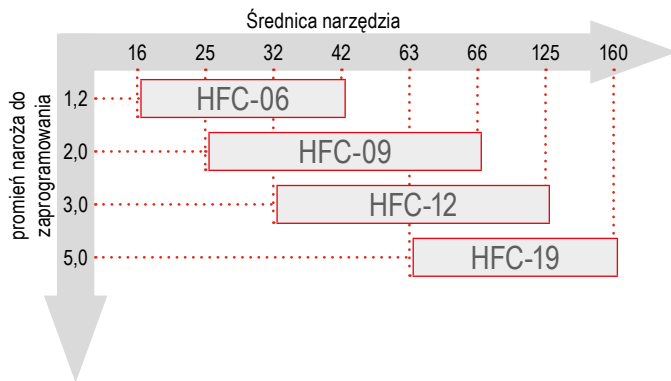 Średnica narzędzia
16 25 32 42 63 66 125 160
promień naroża do
zaprogramowania
1,2 HFC-06
2,0 HFC-09
3,0 HFC-12
5,0 HFC-19